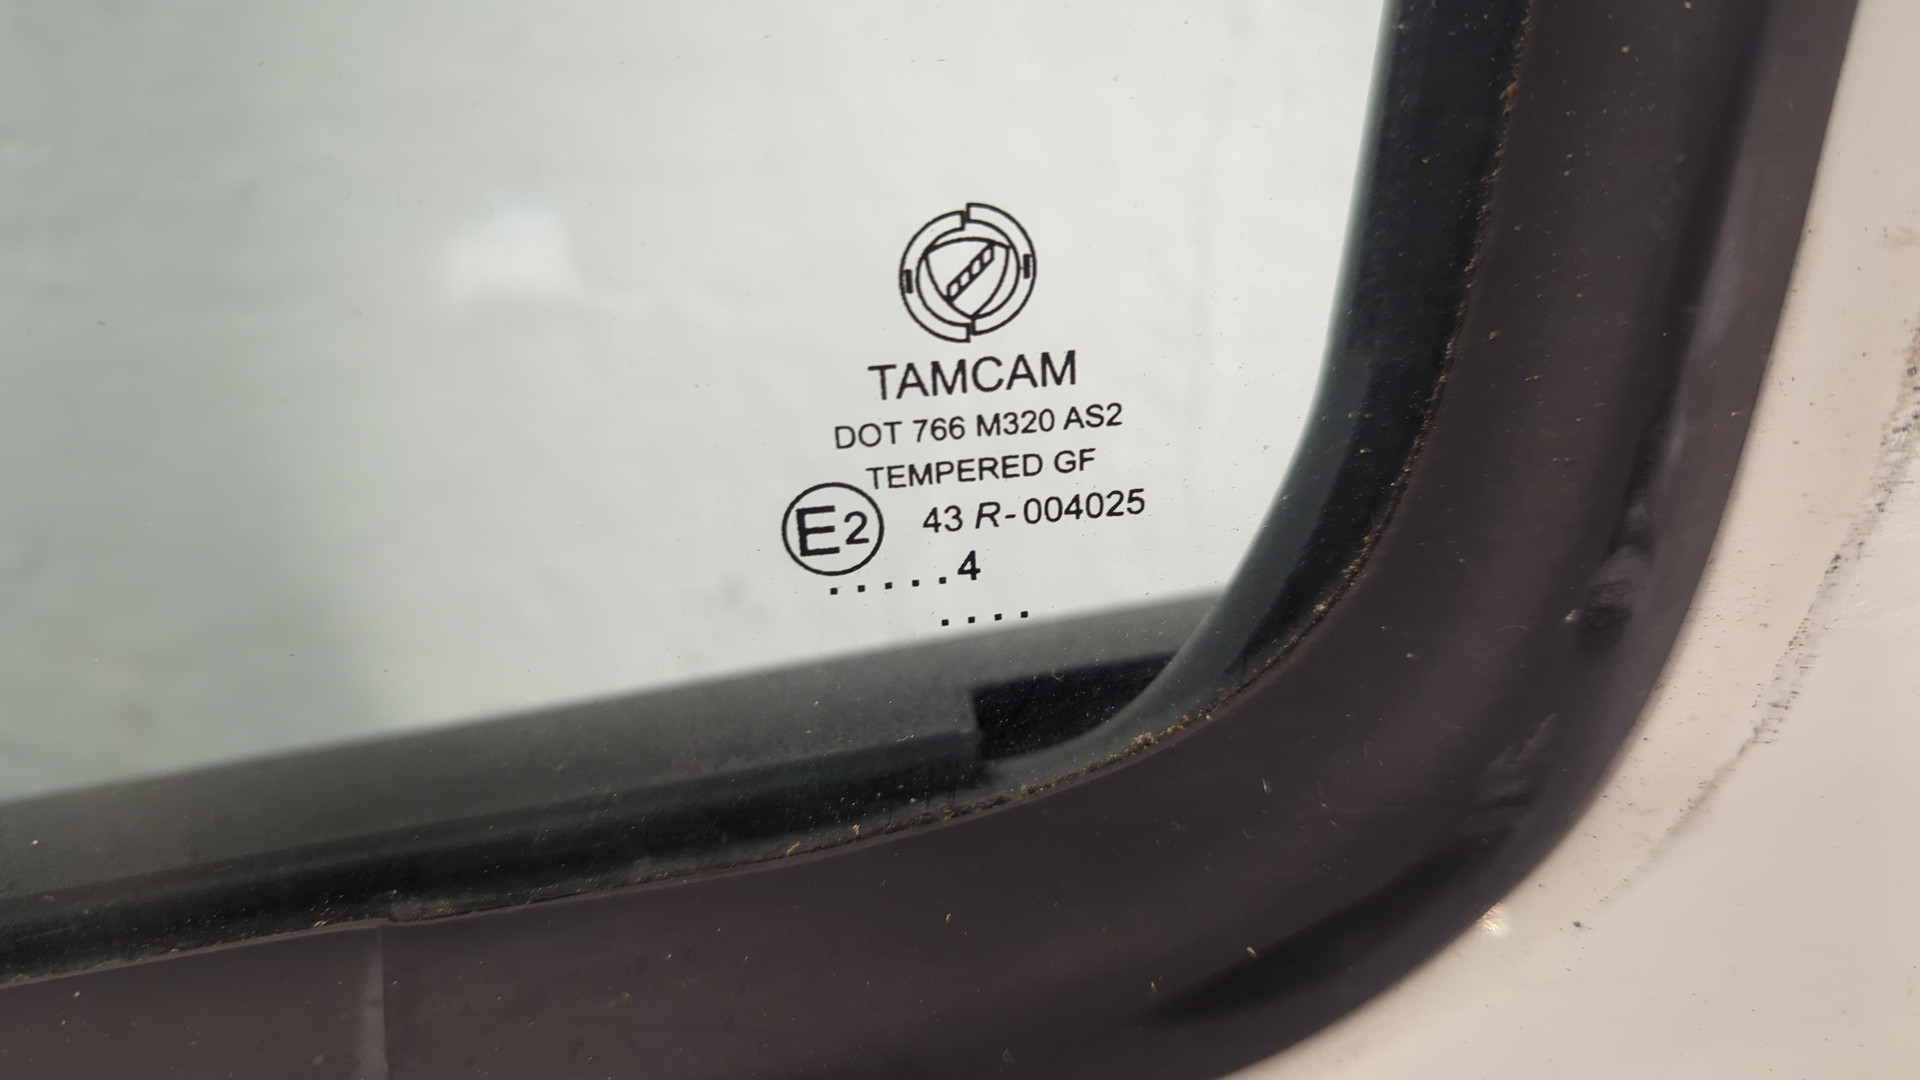 TAMCAM
DOT 766 M320 AS2
TEMPERED GF
E2 43 R-004025
.....4
....